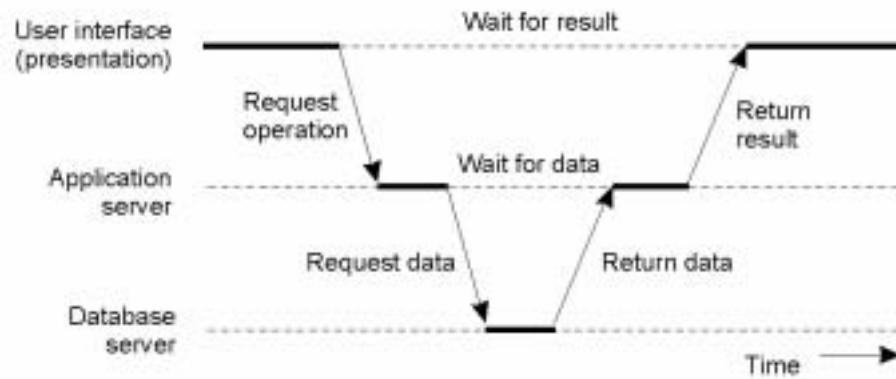 User interface
(presentation)
Wait for result
Request
operation
Return
result
Wait for data
Application
server
Request data
Return data
Database
server
Time